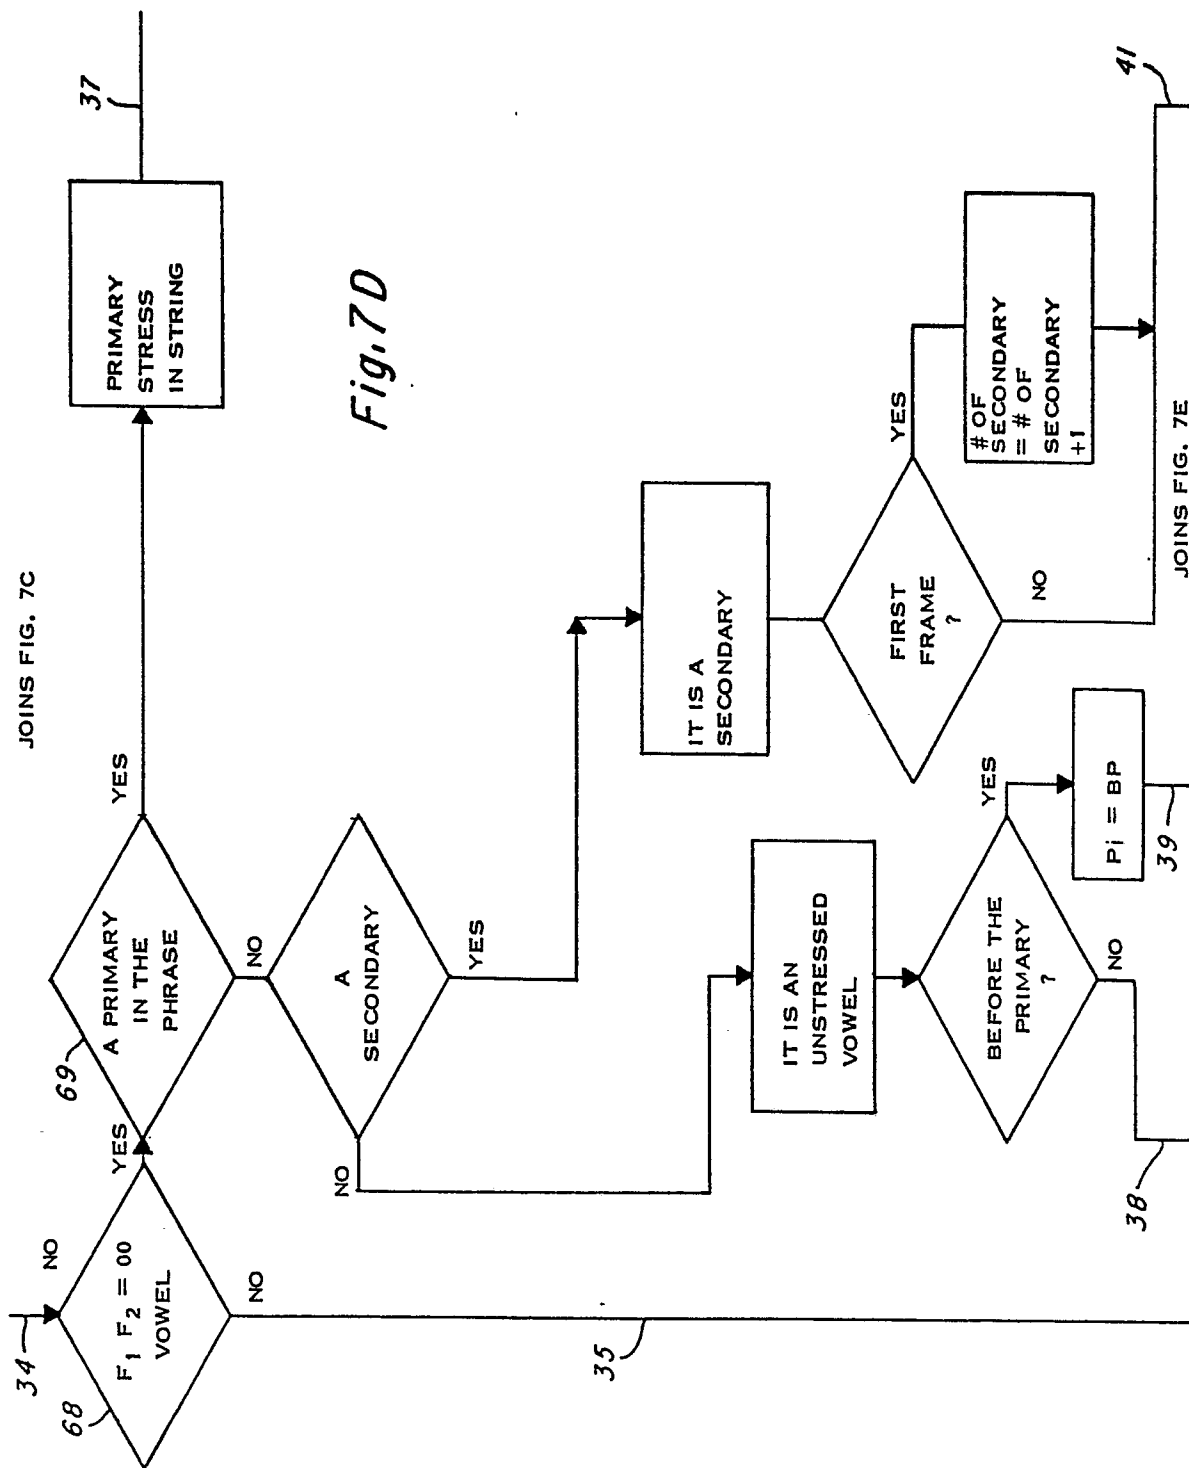 JOINS FIG. 7C
34
NO
68
F1 F2 = 00
VOWEL
YES
NO
35
69
A PRIMARY
IN THE
PHRASE
YES
NO
PRIMARY
STRESS
IN STRING
37
A
SECONDARY
NO
YES
Fig. 7D
IT IS A
SECONDARY
IT IS AN
UNSTRESSED
VOWEL
FIRST
FRAME
?
YES
NO
# OF
SECONDARY
= # OF
SECONDARY
+1
BEFORE THE
PRIMARY
?
YES
NO
Pi = BP
38
39
41
JOINS FIG. 7E